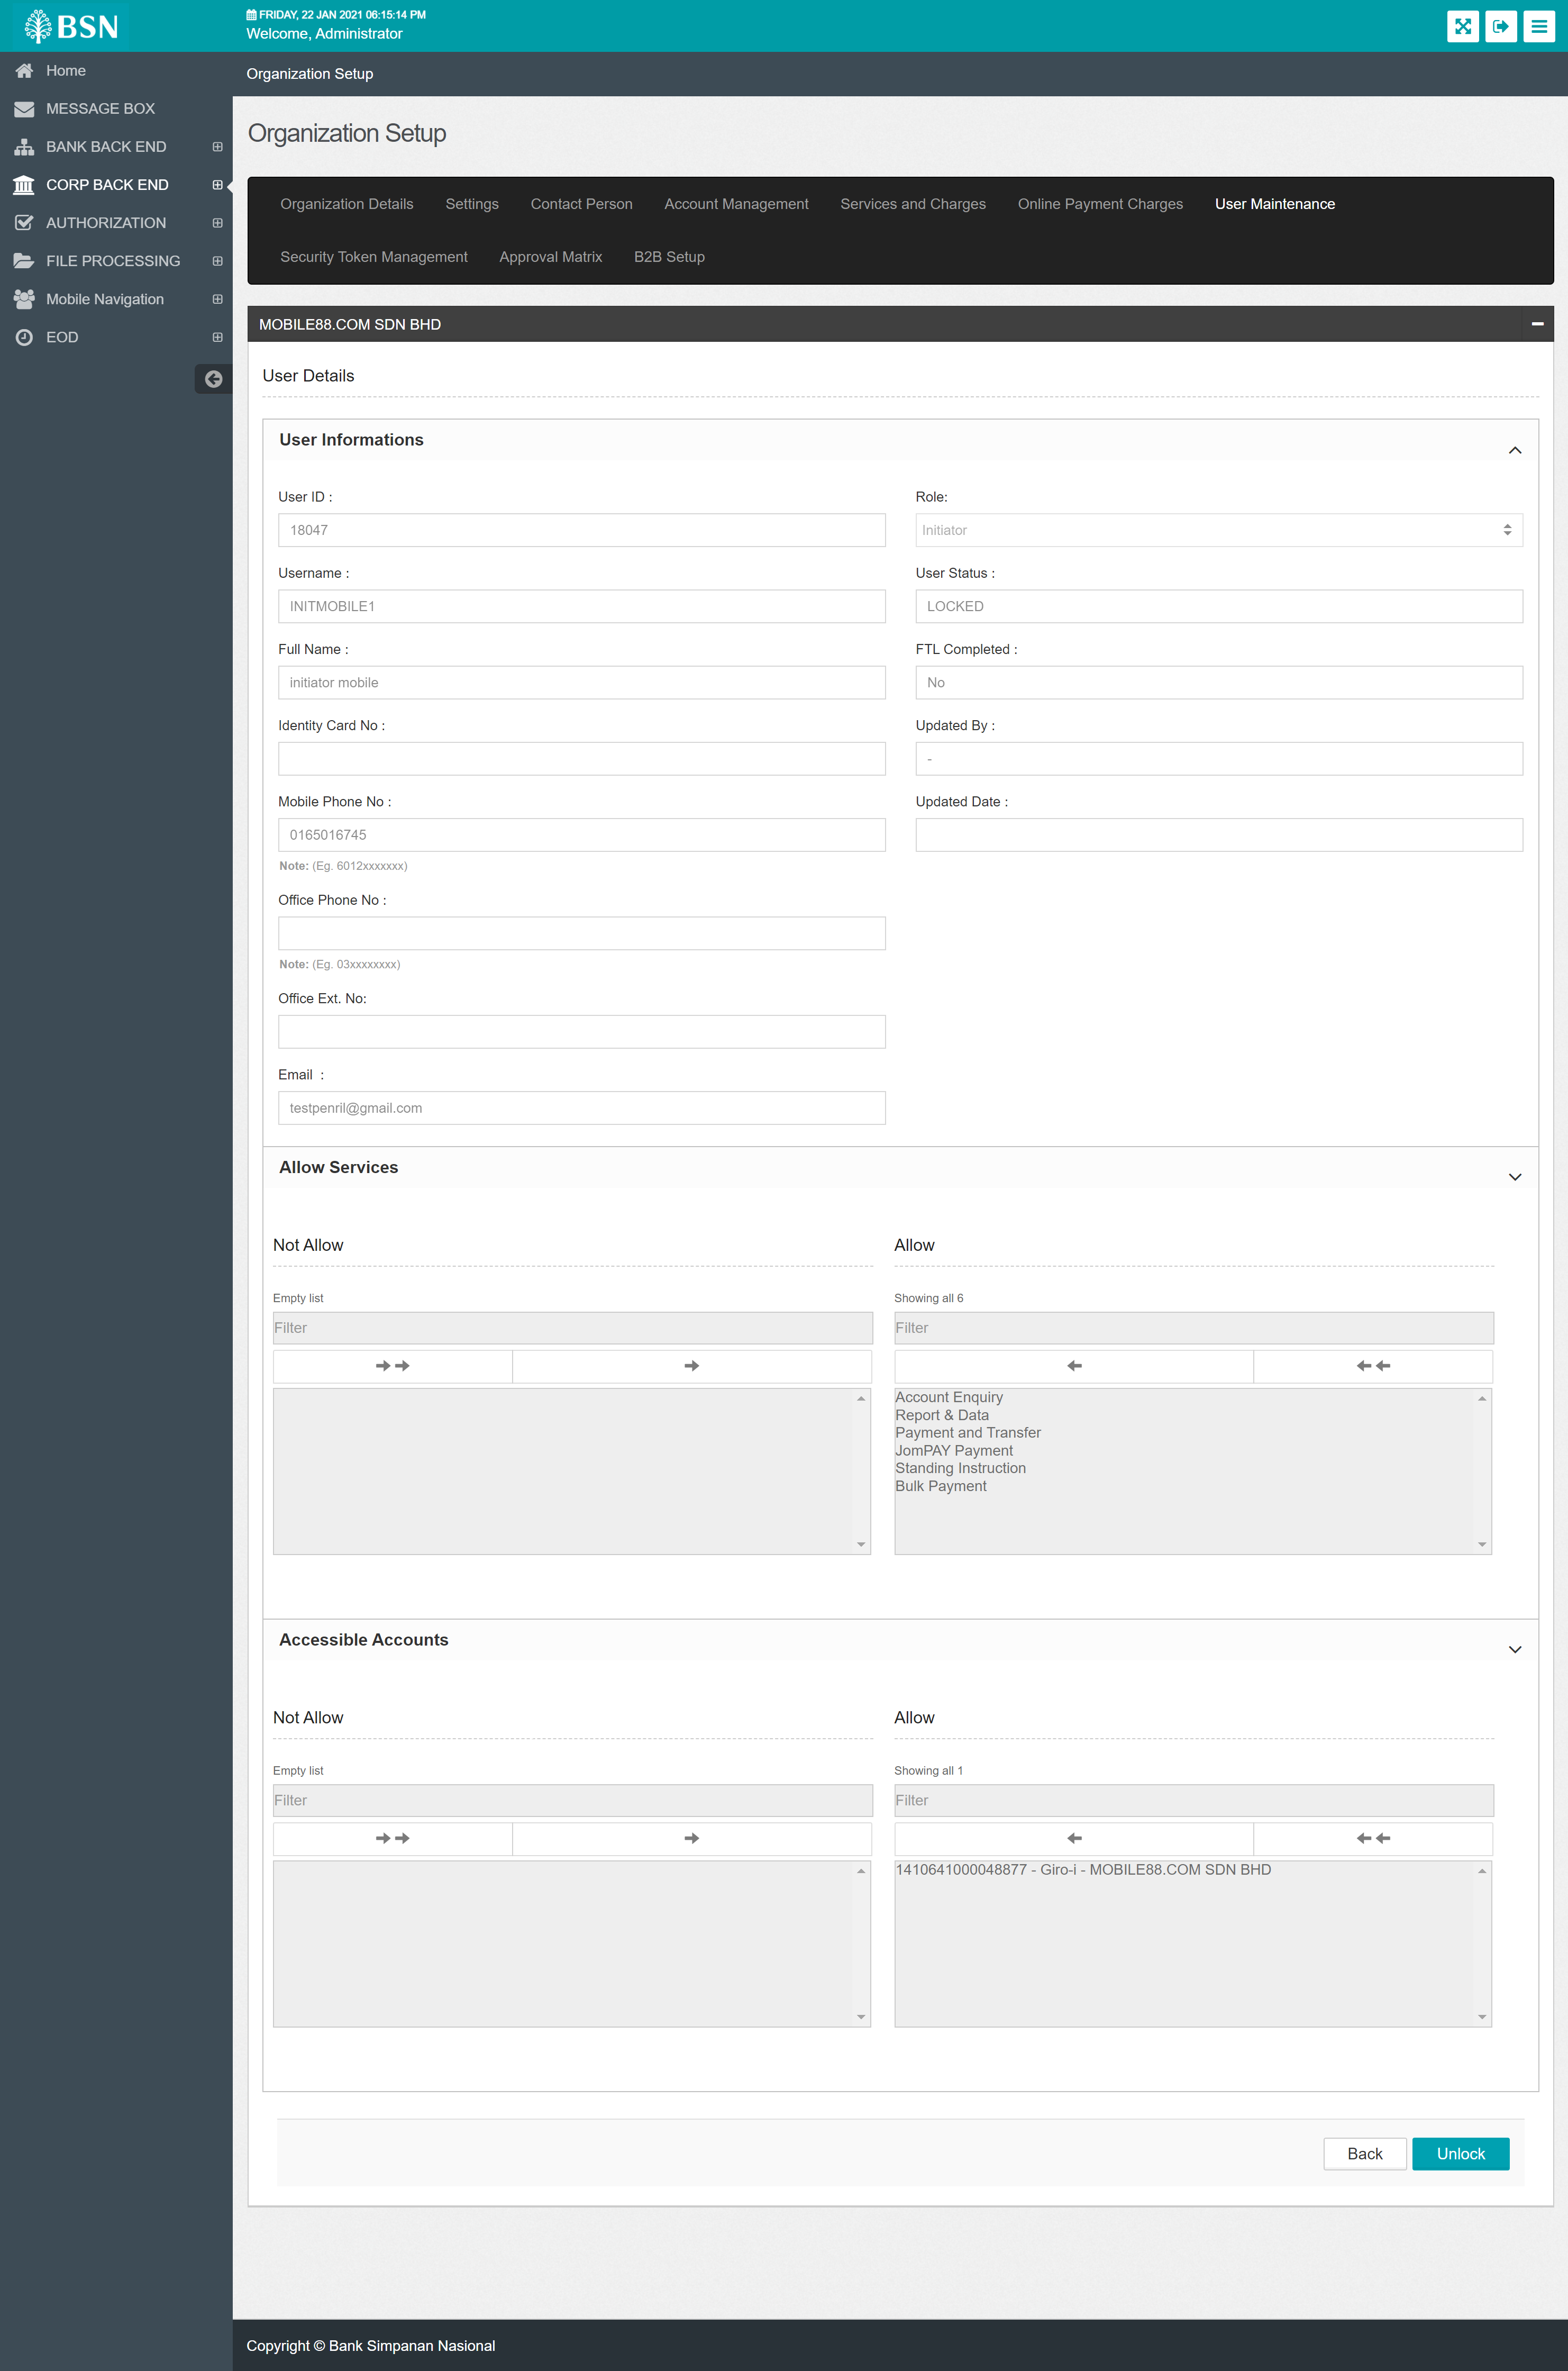 BSN
FRIDAY, 22 JAN 2021 06:15:14 PM
Welcome, Administrator
Home
MESSAGE BOX
BANK BACK END
CORP BACK END
AUTHORIZATION
FILE PROCESSING
Mobile Navigation
EOD
Organization Setup
Organization Setup
Organization Details Settings Contact Person Account Management Services and Charges Online Payment Charges User Maintenance
Security Token Management Approval Matrix B2B Setup
MOBILE88.COM SDN BHD
User Details
User Informations
User ID :
18047
Role:
Initiator
Username :
INITMOBILE1
User Status :
LOCKED
Full Name :
initiator mobile
FTL Completed :
No
Identity Card No :
Updated By :
-
Mobile Phone No :
0165016745
Note: (Eg. 6012xxxxxxx)
Updated Date :
Office Phone No :
Note: (Eg. 03xxxxxxxx)
Office Ext. No:
Email :
testpenril@gmail.com
Allow Services
Not Allow
Empty list
Filter
Allow
Showing all 6
Filter
Account Enquiry
Report & Data
Payment and Transfer
JomPAY Payment
Standing Instruction
Bulk Payment
Accessible Accounts
Not Allow
Empty list
Filter
Allow
Showing all 1
Filter
1410641000048877 - Giro-i - MOBILE88.COM SDN BHD
Back Unlock
Copyright © Bank Simpanan Nasional